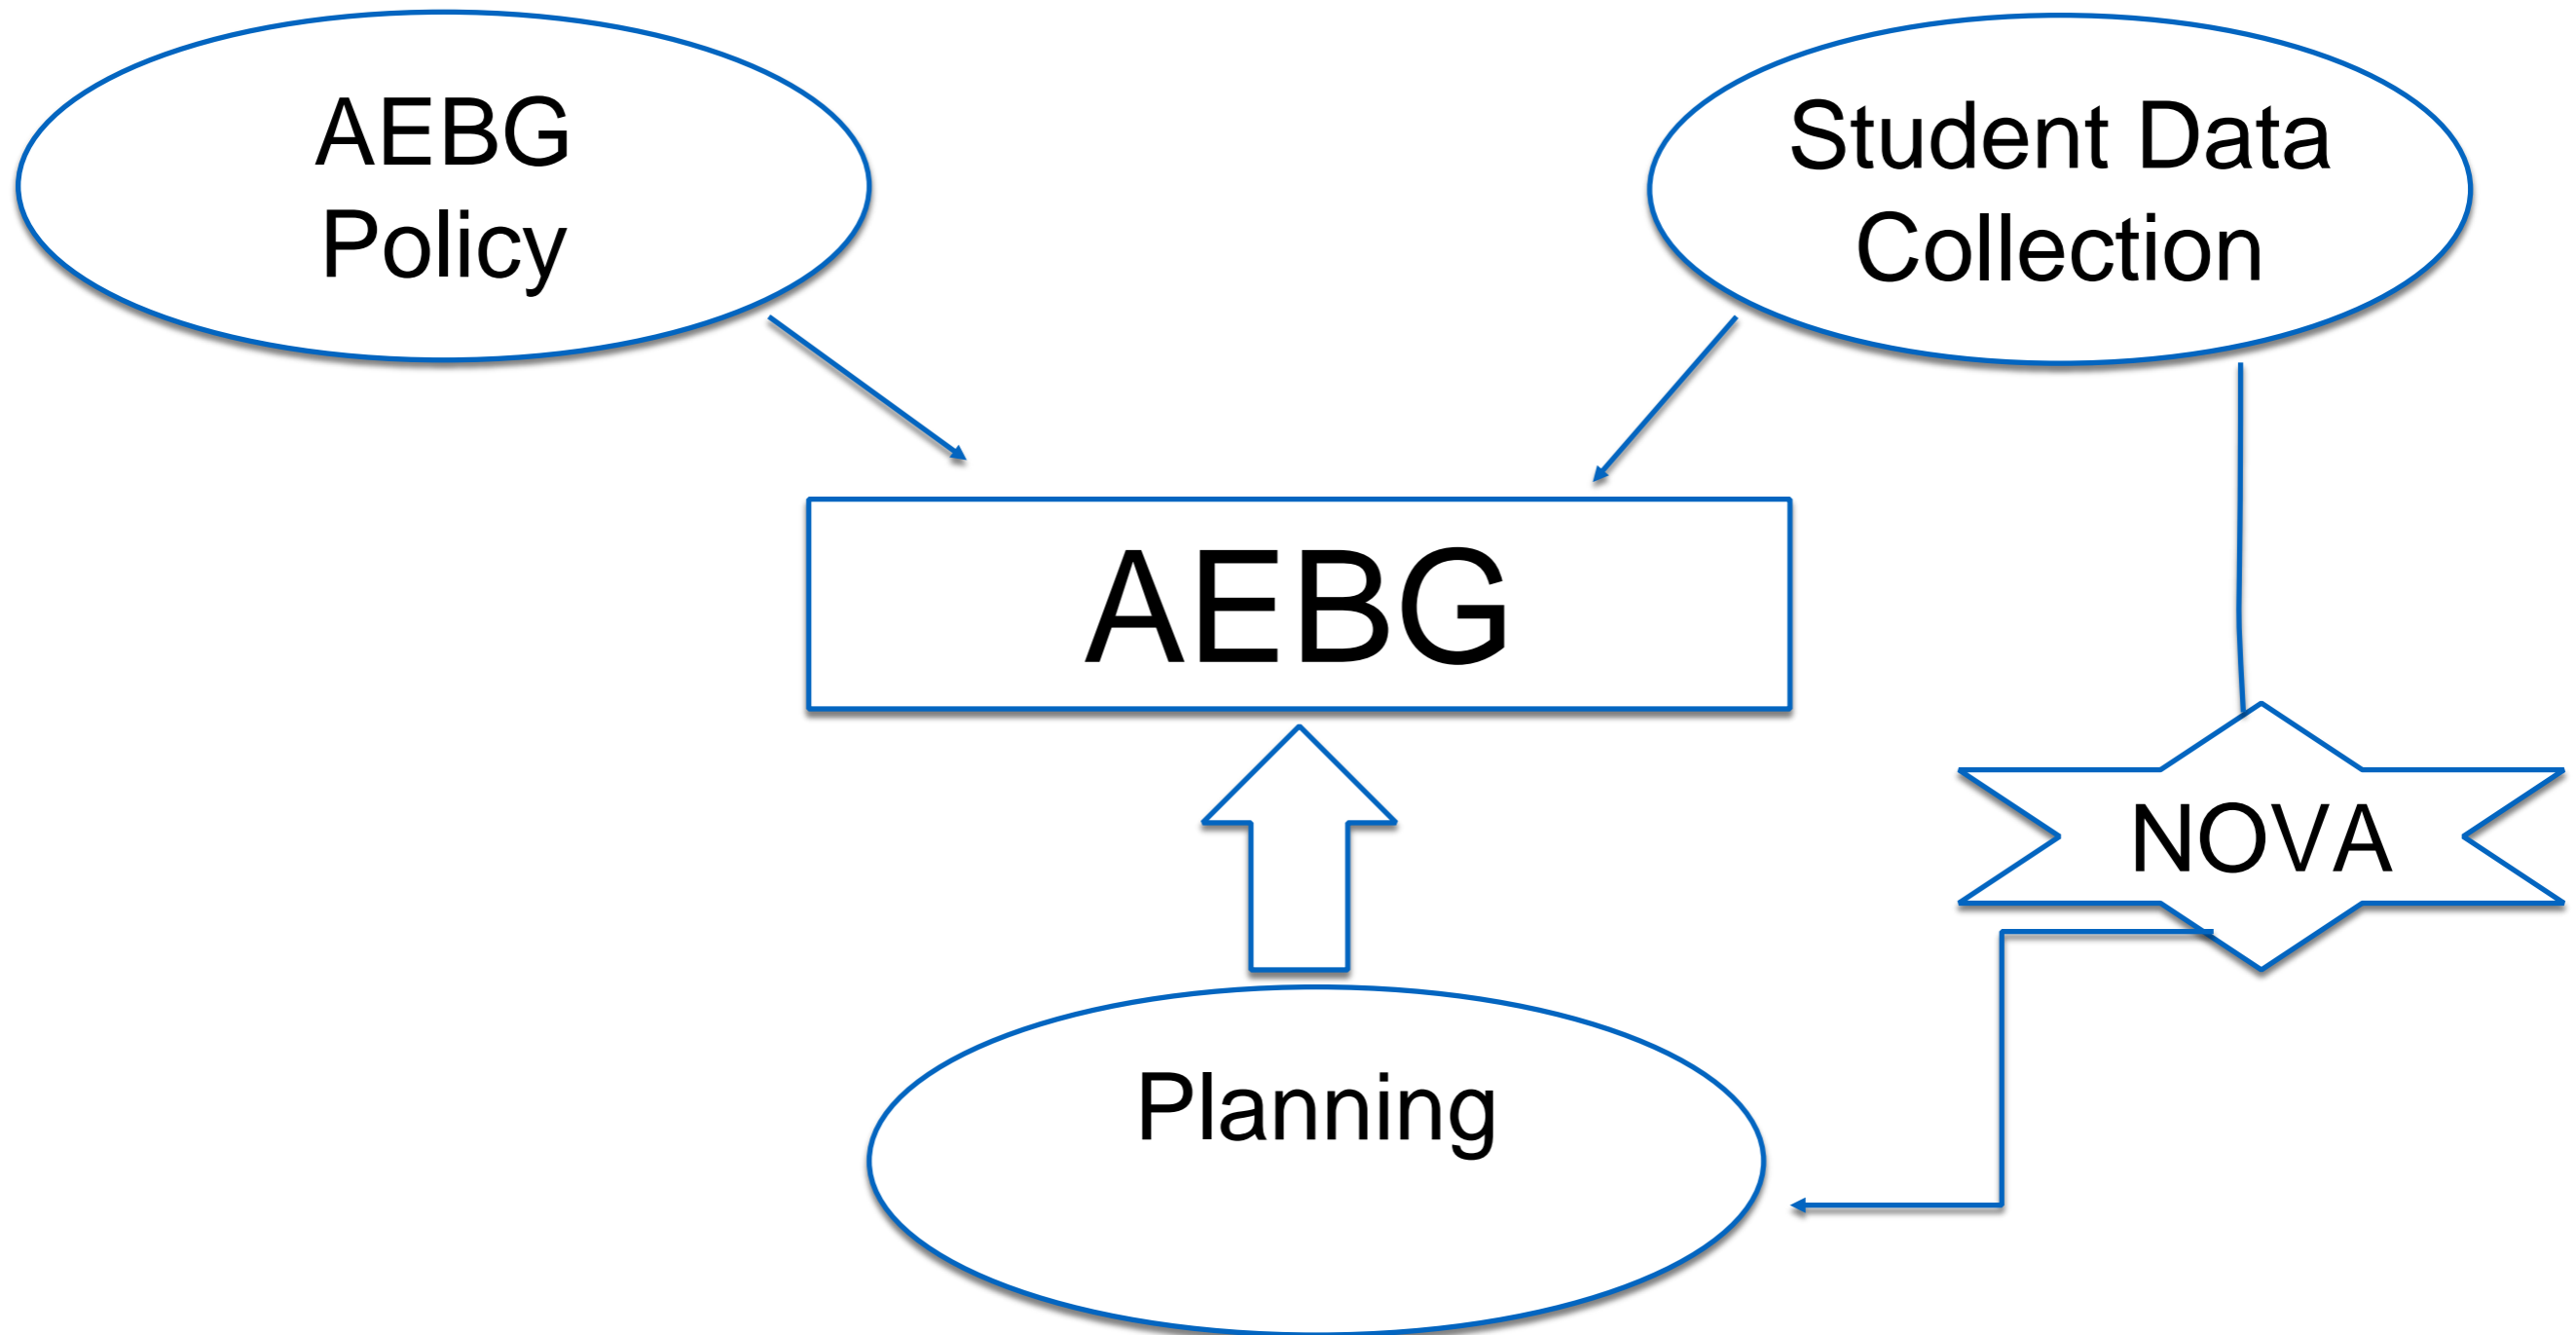 AEBG
Policy
Student Data
Collection
AEBG
NOVA
Planning